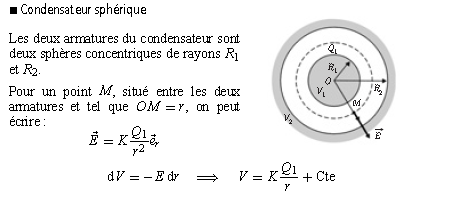 ■ Condensateur sphérique
Les deux armatures du condensateur sont
deux sphères concentriques de rayons R₁
et R₂.
Pour un point M, situé entre les deux
armatures et tel que OM = r, on peut
écrire :
E⃗ = K Q₁/r² e⃗ᵣ
dV = −E dr ⟹ V = K Q₁/r + Cte
Q₁
R₁
O
V₁
R₂
M
V₂
E⃗